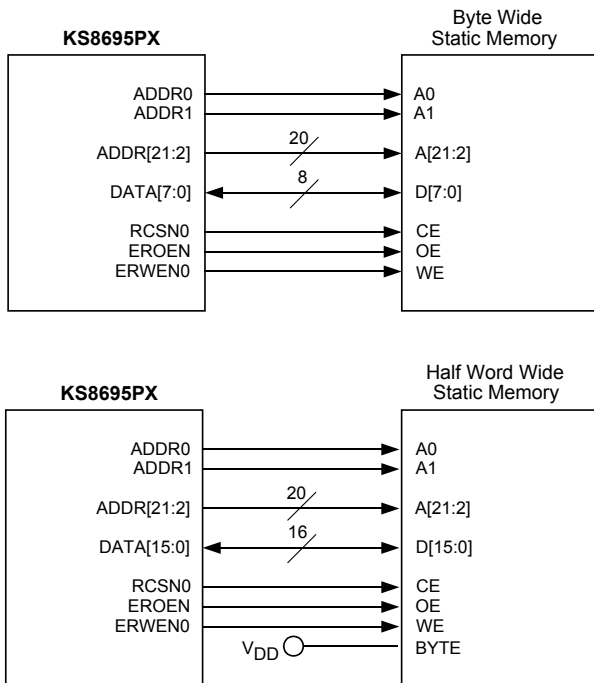 KS8695PX
Byte Wide
Static Memory
ADDR0 A0
ADDR1 A1
ADDR[21:2] 20 A[21:2]
DATA[7:0] 8 D[7:0]
RCSN0 CE
EROEN OE
ERWEN0 WE
KS8695PX
Half Word Wide
Static Memory
ADDR0 A0
ADDR1 A1
ADDR[21:2] 20 A[21:2]
DATA[15:0] 16 D[15:0]
RCSN0 CE
EROEN OE
ERWEN0 WE
VDD BYTE